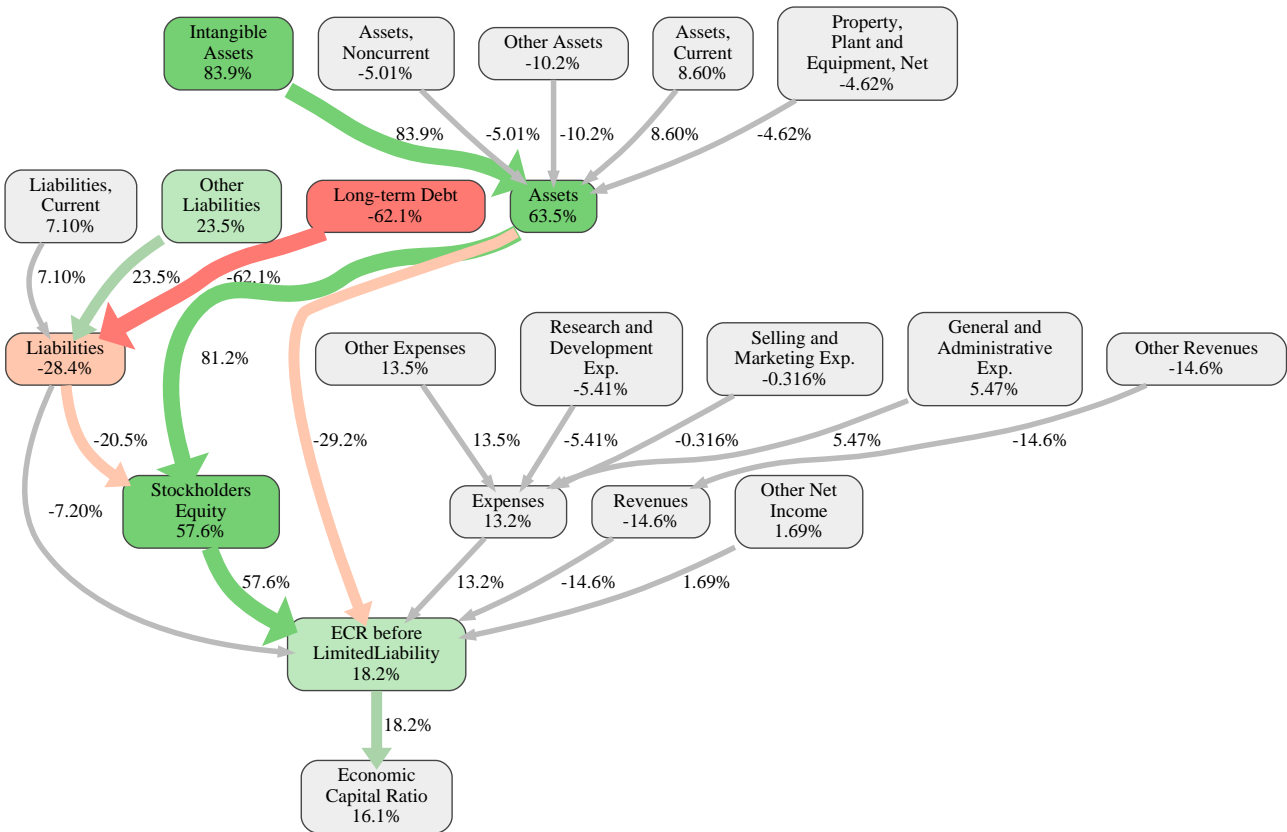 Intangible
Assets
83.9%
Assets,
Noncurrent
-5.01%
Other Assets
-10.2%
Assets,
Current
8.60%
Property,
Plant and
Equipment, Net
-4.62%
83.9%
-5.01%
-10.2%
8.60%
-4.62%
Liabilities,
Current
7.10%
Other
Liabilities
23.5%
Long-term Debt
-62.1%
Assets
63.5%
7.10%
23.5%
-62.1%
Liabilities
-28.4%
81.2%
Other Expenses
13.5%
Research and
Development
Exp.
-5.41%
Selling and
Marketing Exp.
-0.316%
General and
Administrative
Exp.
5.47%
Other Revenues
-14.6%
-20.5%
-29.2%
13.5%
-5.41%
-0.316%
5.47%
-14.6%
-7.20%
Stockholders
Equity
57.6%
Expenses
13.2%
Revenues
-14.6%
Other Net
Income
1.69%
57.6%
13.2%
-14.6%
1.69%
ECR before
LimitedLiability
18.2%
18.2%
Economic
Capital Ratio
16.1%